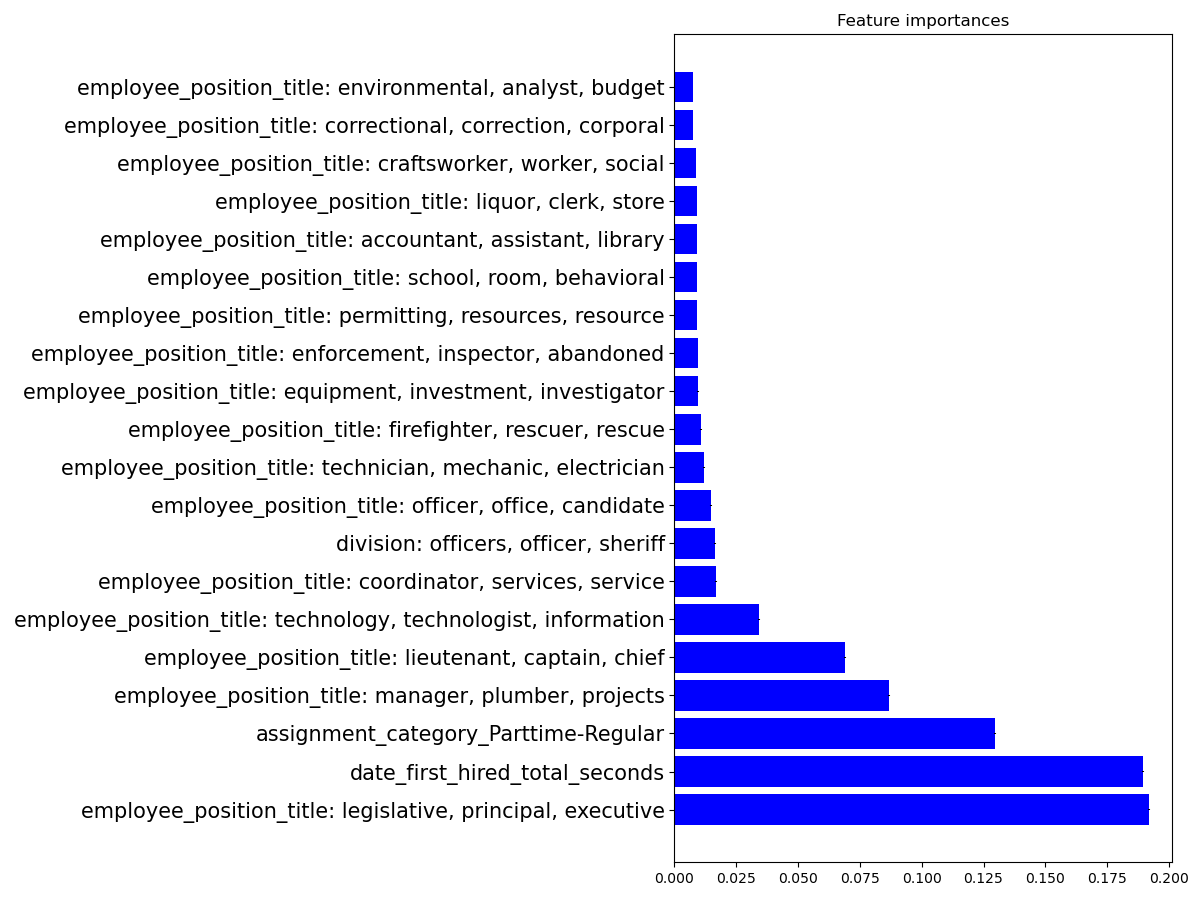 Feature importances
employee_position_title: environmental, analyst, budget
employee_position_title: correctional, correction, corporal
employee_position_title: craftsworker, worker, social
employee_position_title: liquor, clerk, store
employee_position_title: accountant, assistant, library
employee_position_title: school, room, behavioral
employee_position_title: permitting, resources, resource
employee_position_title: enforcement, inspector, abandoned
employee_position_title: equipment, investment, investigator
employee_position_title: firefighter, rescuer, rescue
employee_position_title: technician, mechanic, electrician
employee_position_title: officer, office, candidate
division: officers, officer, sheriff
employee_position_title: coordinator, services, service
employee_position_title: technology, technologist, information
employee_position_title: lieutenant, captain, chief
employee_position_title: manager, plumber, projects
assignment_category_Parttime-Regular
date_first_hired_total_seconds
employee_position_title: legislative, principal, executive
0.000 0.025 0.050 0.075 0.100 0.125 0.150 0.175 0.200